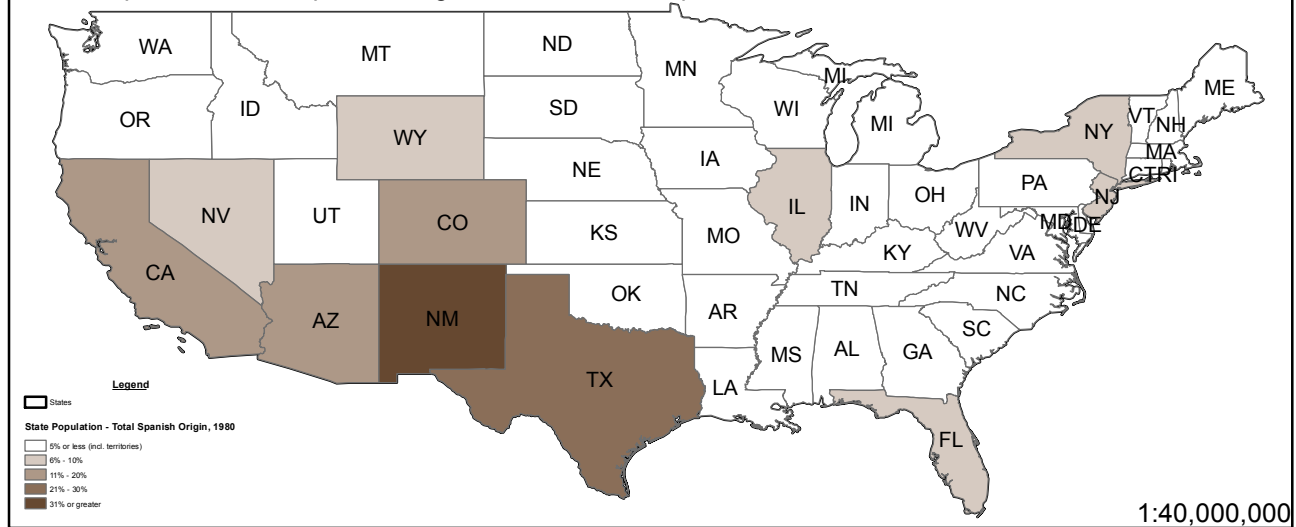 WA
MT
ND
MN
MI
ME
OR
ID
SD
WI
MI
VT
NH
WY
NY
MA
IA
NE
CT
RI
PA
NV
UT
CO
IL
IN
OH
NJ
KS
MO
WV
MD
DE
VA
CA
KY
AZ
NM
OK
TN
NC
AR
SC
TX
MS
AL
GA
LA
FL
Legend
States
State Population - Total Spanish Origin, 1980
5% or less (incl. territories)
6% - 10%
11% - 20%
21% - 30%
31% or greater
1:40,000,000